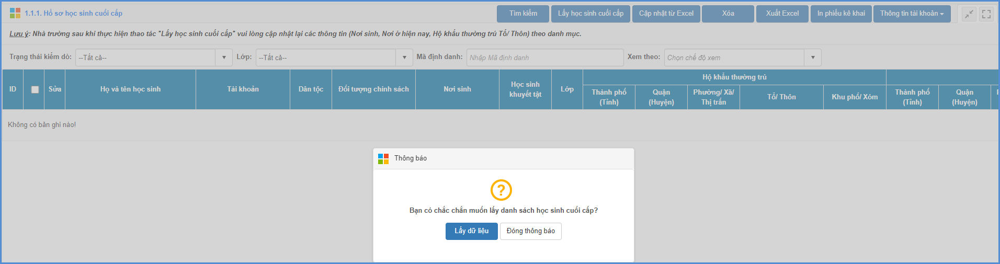 1.1.1. Hồ sơ học sinh cuối cấp
Tìm kiếm
Lấy học sinh cuối cấp
Cập nhật từ Excel
Xóa
Xuất Excel
In phiếu kê khai
Thông tin tài khoản
Lưu ý: Nhà trường sau khi thực hiện thao tác "Lấy học sinh cuối cấp" vui lòng cập nhật lại các thông tin (Nơi sinh, Nơi ở hiện nay, Hộ khẩu thường trú Tổ/ Thôn) theo danh mục.
Trạng thái kiểm dò: --Tất cả-- Lớp: --Tất cả-- Mã định danh: Nhập Mã định danh Xem theo: Chọn chế độ xem
ID
Sửa
Họ và tên học sinh
Tài khoản
Dân tộc
Đối tượng chính sách
Nơi sinh
Học sinh
khuyết tật
Lớp
Hộ khẩu thường trú
Thành phố
(Tỉnh)
Quận
(Huyện)
Phường/ Xã/
Thị trấn
Tổ/ Thôn
Khu phố/ Xóm
Thành phố
(Tỉnh)
Quận
(Huyện)
Không có bản ghi nào!
Thông báo
?
Bạn có chắc chắn muốn lấy danh sách học sinh cuối cấp?
Lấy dữ liệu
Đóng thông báo